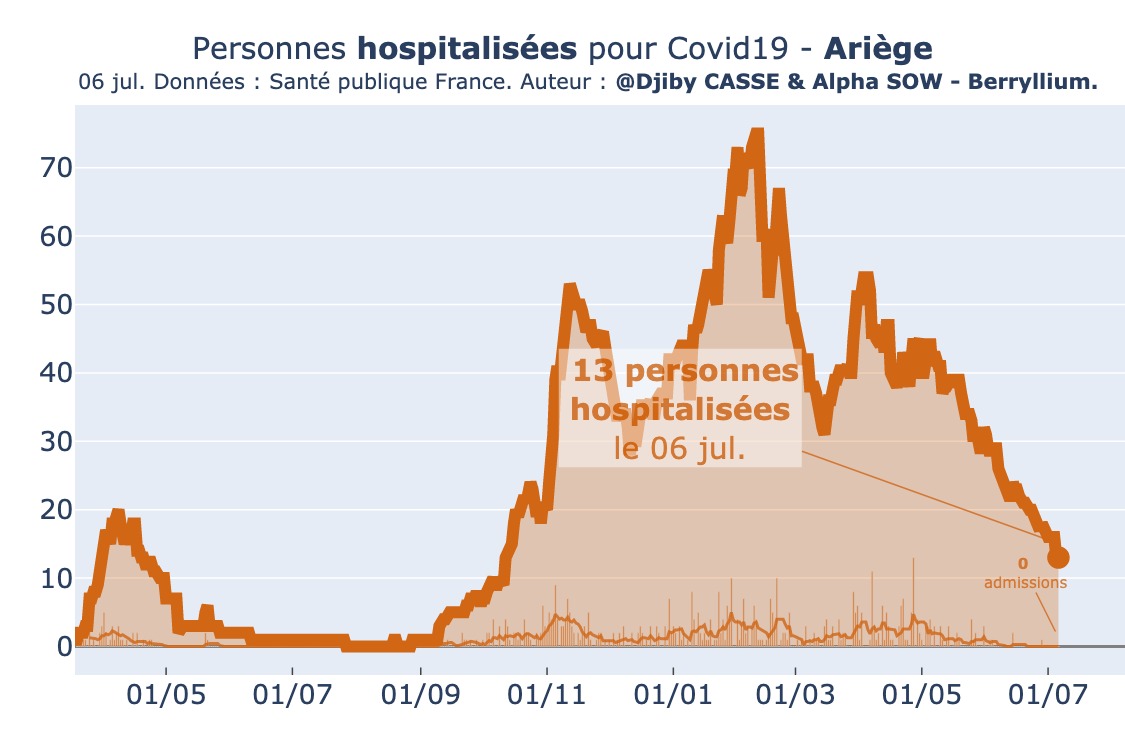 Personnes hospitalisées pour Covid19 - Ariège
06 jul. Données : Santé publique France. Auteur : @Djiby CASSE & Alpha SOW - Berryllium.
70
60
50
40
30
20
10
0
13 personnes
hospitalisées
le 06 jul.
0
admissions
01/05
01/07
01/09
01/11
01/01
01/03
01/05
01/07